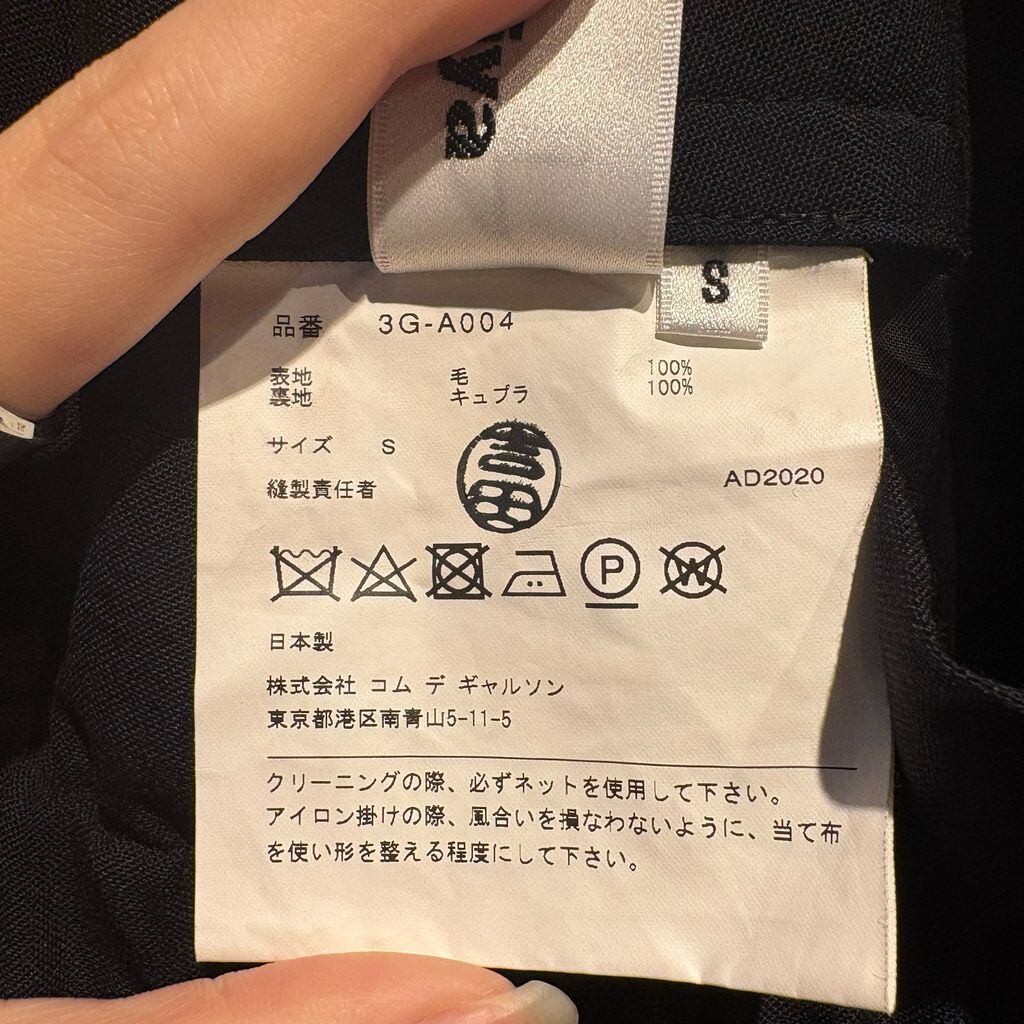 S
品番 3G-A004
表地 毛 100%
裏地 キュプラ 100%
サイズ S
縫製責任者 吉田 AD2020
P W
日本製
株式会社 コム デ ギャルソン
東京都港区南青山5-11-5
クリーニングの際、必ずネットを使用して下さい。
アイロン掛けの際、風合いを損なわないように、当て布
を使い形を整える程度にして下さい。